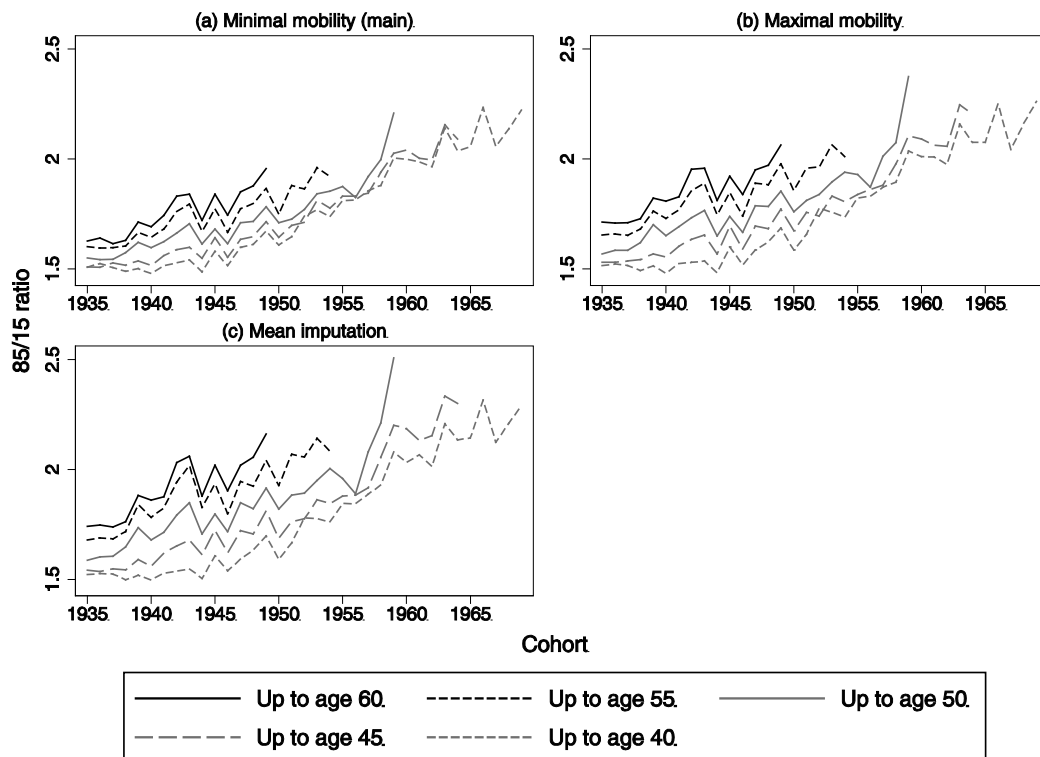 (a) Minimal mobility (main).
(b) Maximal mobility.
2.5
2
1.5
1935. 1940. 1945. 1950. 1955. 1960. 1965.
2.5
2
1.5
1935. 1940. 1945. 1950. 1955. 1960. 1965.
(c) Mean imputation.
85/15 ratio
2.5
2
1.5
1935. 1940. 1945. 1950. 1955. 1960. 1965.
Cohort
Up to age 60. Up to age 55. Up to age 50.
Up to age 45. Up to age 40.